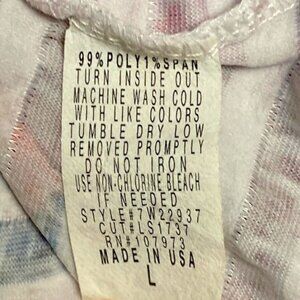 99%POLY1%SPAN
TURN INSIDE OUT
MACHINE WASH COLD
WITH LIKE COLORS
TUMBLE DRY LOW
REMOVED PROMPTLY
DO NOT IRON
USE NON-CHLORINE BLEACH
IF NEEDED
STYLE#7W22937
CUT#LS1737
RN#107973
MADE IN USA
L